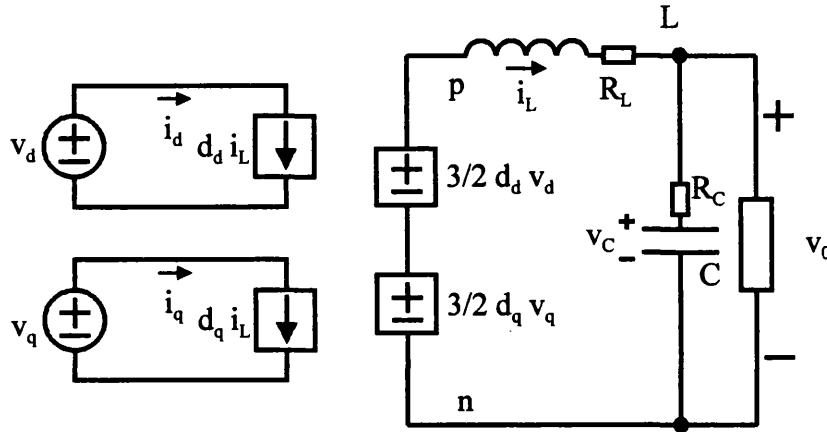 L
p
i_L
R_L
+
i_d
v_d
d_d i_L
3/2 d_d v_d
R_C
v_C
+
−
C
v_0
i_q
v_q
d_q i_L
3/2 d_q v_q
−
n